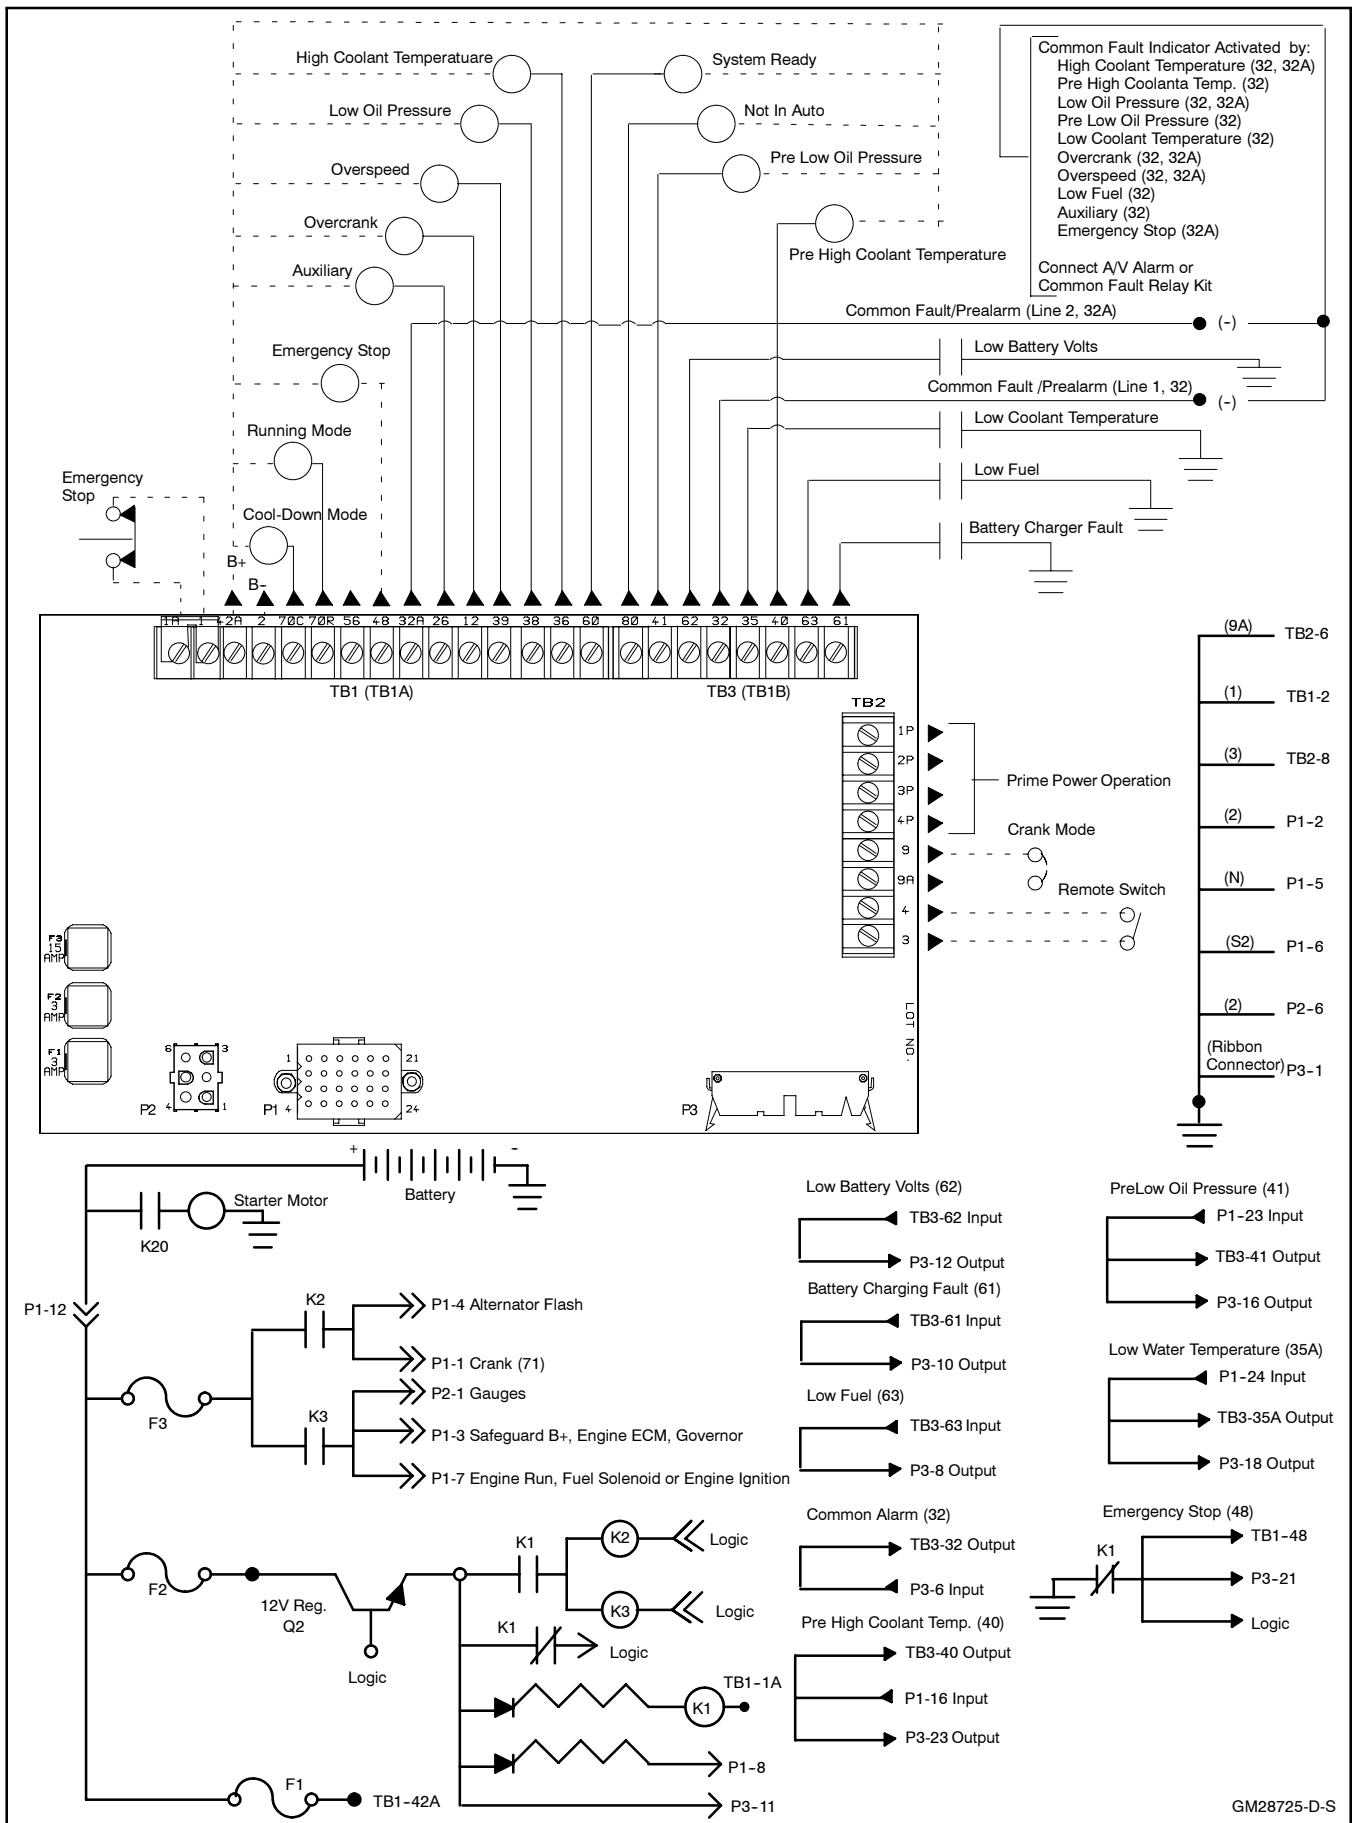 High Coolant Temperatuare
System Ready
Low Oil Pressure
Not In Auto
Overspeed
Pre Low Oil Pressure
Overcrank
Pre High Coolant Temperature
Auxiliary
Common Fault Indicator Activated by:
High Coolant Temperature (32, 32A)
Pre High Coolanta Temp. (32)
Low Oil Pressure (32, 32A)
Pre Low Oil Pressure (32)
Low Coolant Temperature (32)
Overcrank (32, 32A)
Overspeed (32, 32A)
Low Fuel (32)
Auxiliary (32)
Emergency Stop (32A)
Connect A/V Alarm or
Common Fault Relay Kit
Common Fault/Prealarm (Line 2, 32A)
(-)
Emergency Stop
Low Battery Volts
Common Fault /Prealarm (Line 1, 32)
(-)
Running Mode
Low Coolant Temperature
Emergency
Stop
Low Fuel
Cool-Down Mode
Battery Charger Fault
B+
B-
1A 1 42A 2 70C 70R 56 48 32A 26 12 39 38 36 60 80 41 62 32 35 40 63 61
TB1 (TB1A)
TB3 (TB1B)
TB2
1P
2P
3P
4P
9
9A
4
3
Prime Power Operation
Crank Mode
Remote Switch
(9A) TB2-6
(1) TB1-2
(3) TB2-8
(2) P1-2
(N) P1-5
(S2) P1-6
(2) P2-6
(Ribbon
Connector) P3-1
F3
15
AMP
F2
3
AMP
F1
3
AMP
LOT NO.
6 3
P2 4 1
1 21
P1 4 24
P3
+ -
Battery
Starter Motor
K20
P1-12
K2
P1-4 Alternator Flash
P1-1 Crank (71)
P2-1 Gauges
K3
F3
P1-3 Safeguard B+, Engine ECM, Governor
P1-7 Engine Run, Fuel Solenoid or Engine Ignition
K1
K2
Logic
F2
12V Reg.
Q2
Logic
K3
Logic
K1
Logic
TB1-1A
K1
P1-8
F1
TB1-42A
P3-11
Low Battery Volts (62)
TB3-62 Input
P3-12 Output
Battery Charging Fault (61)
TB3-61 Input
P3-10 Output
Low Fuel (63)
TB3-63 Input
P3-8 Output
Common Alarm (32)
TB3-32 Output
P3-6 Input
Pre High Coolant Temp. (40)
TB3-40 Output
P1-16 Input
P3-23 Output
PreLow Oil Pressure (41)
P1-23 Input
TB3-41 Output
P3-16 Output
Low Water Temperature (35A)
P1-24 Input
TB3-35A Output
P3-18 Output
Emergency Stop (48)
K1
TB1-48
P3-21
Logic
GM28725-D-S